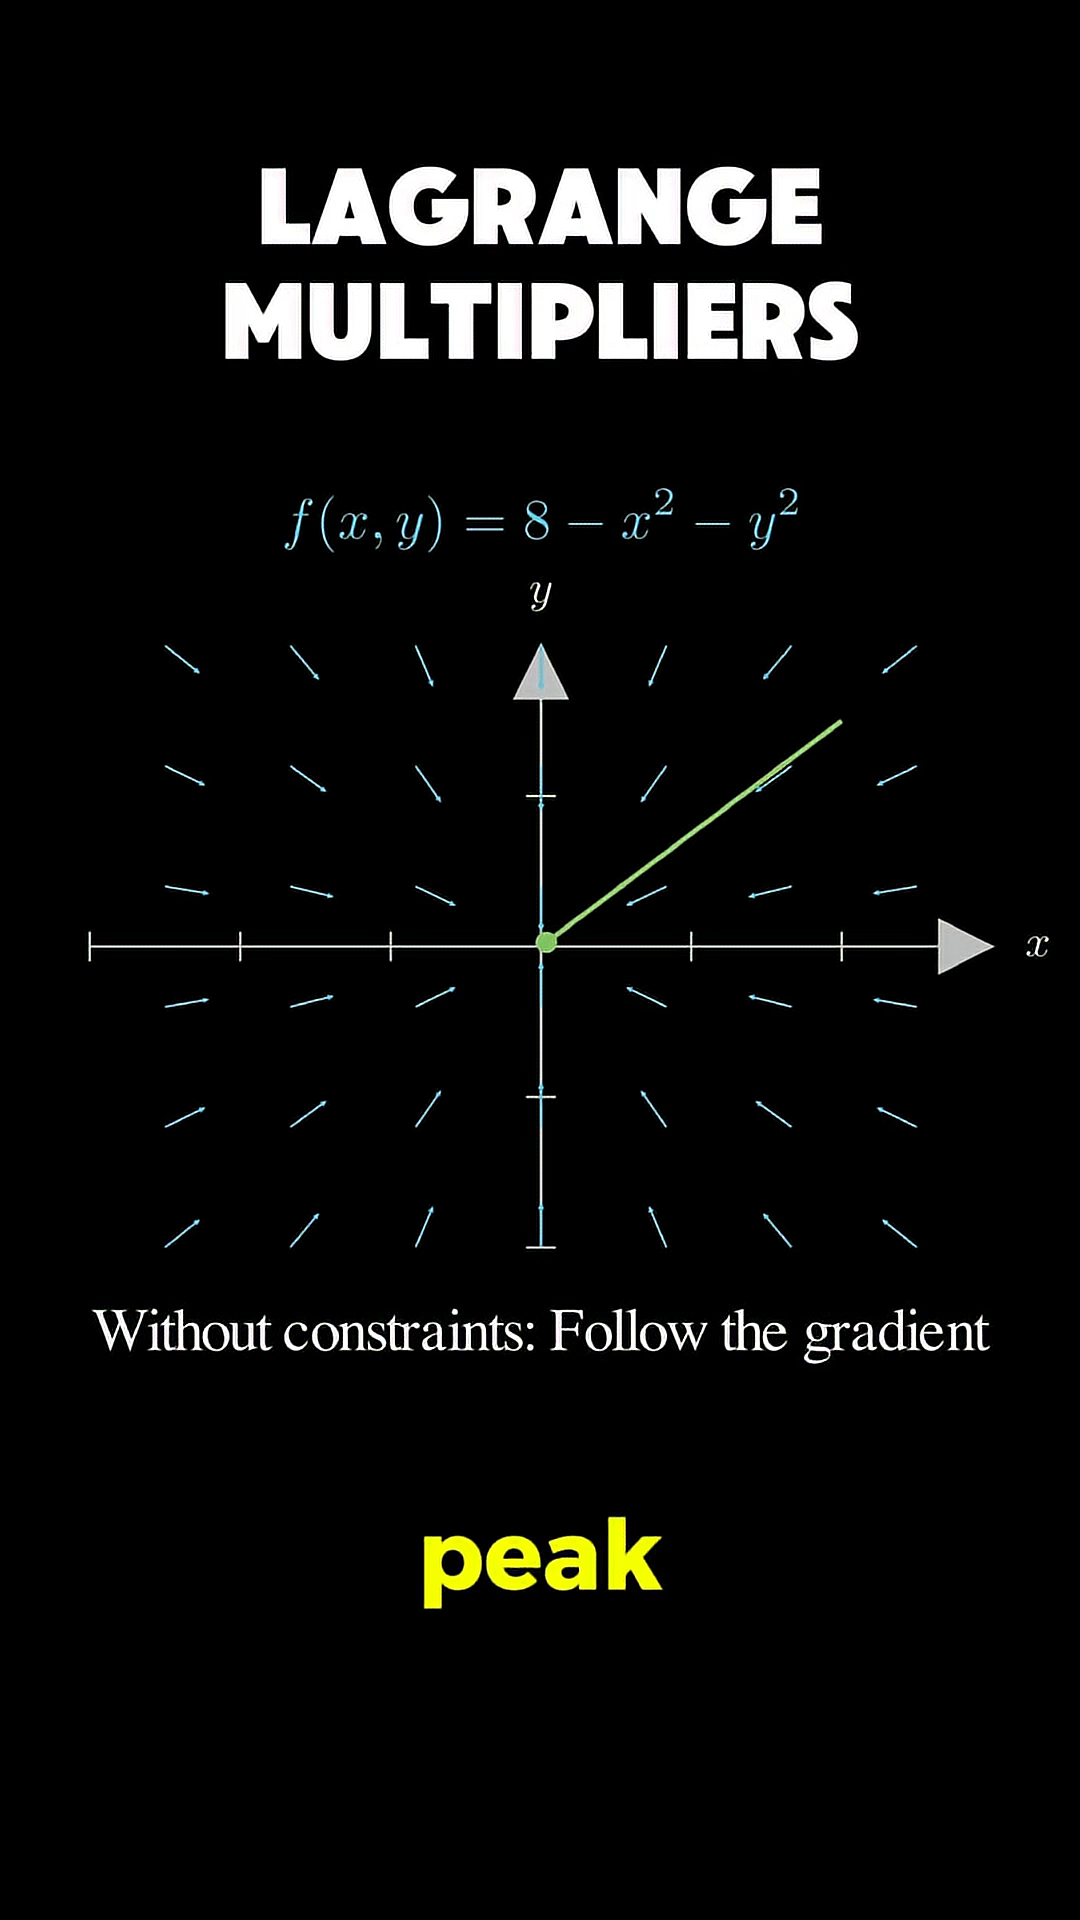 LAGRANGE
MULTIPLIERS
f(x, y) = 8 − x² − y²
y
x
Without constraints: Follow the gradient
peak